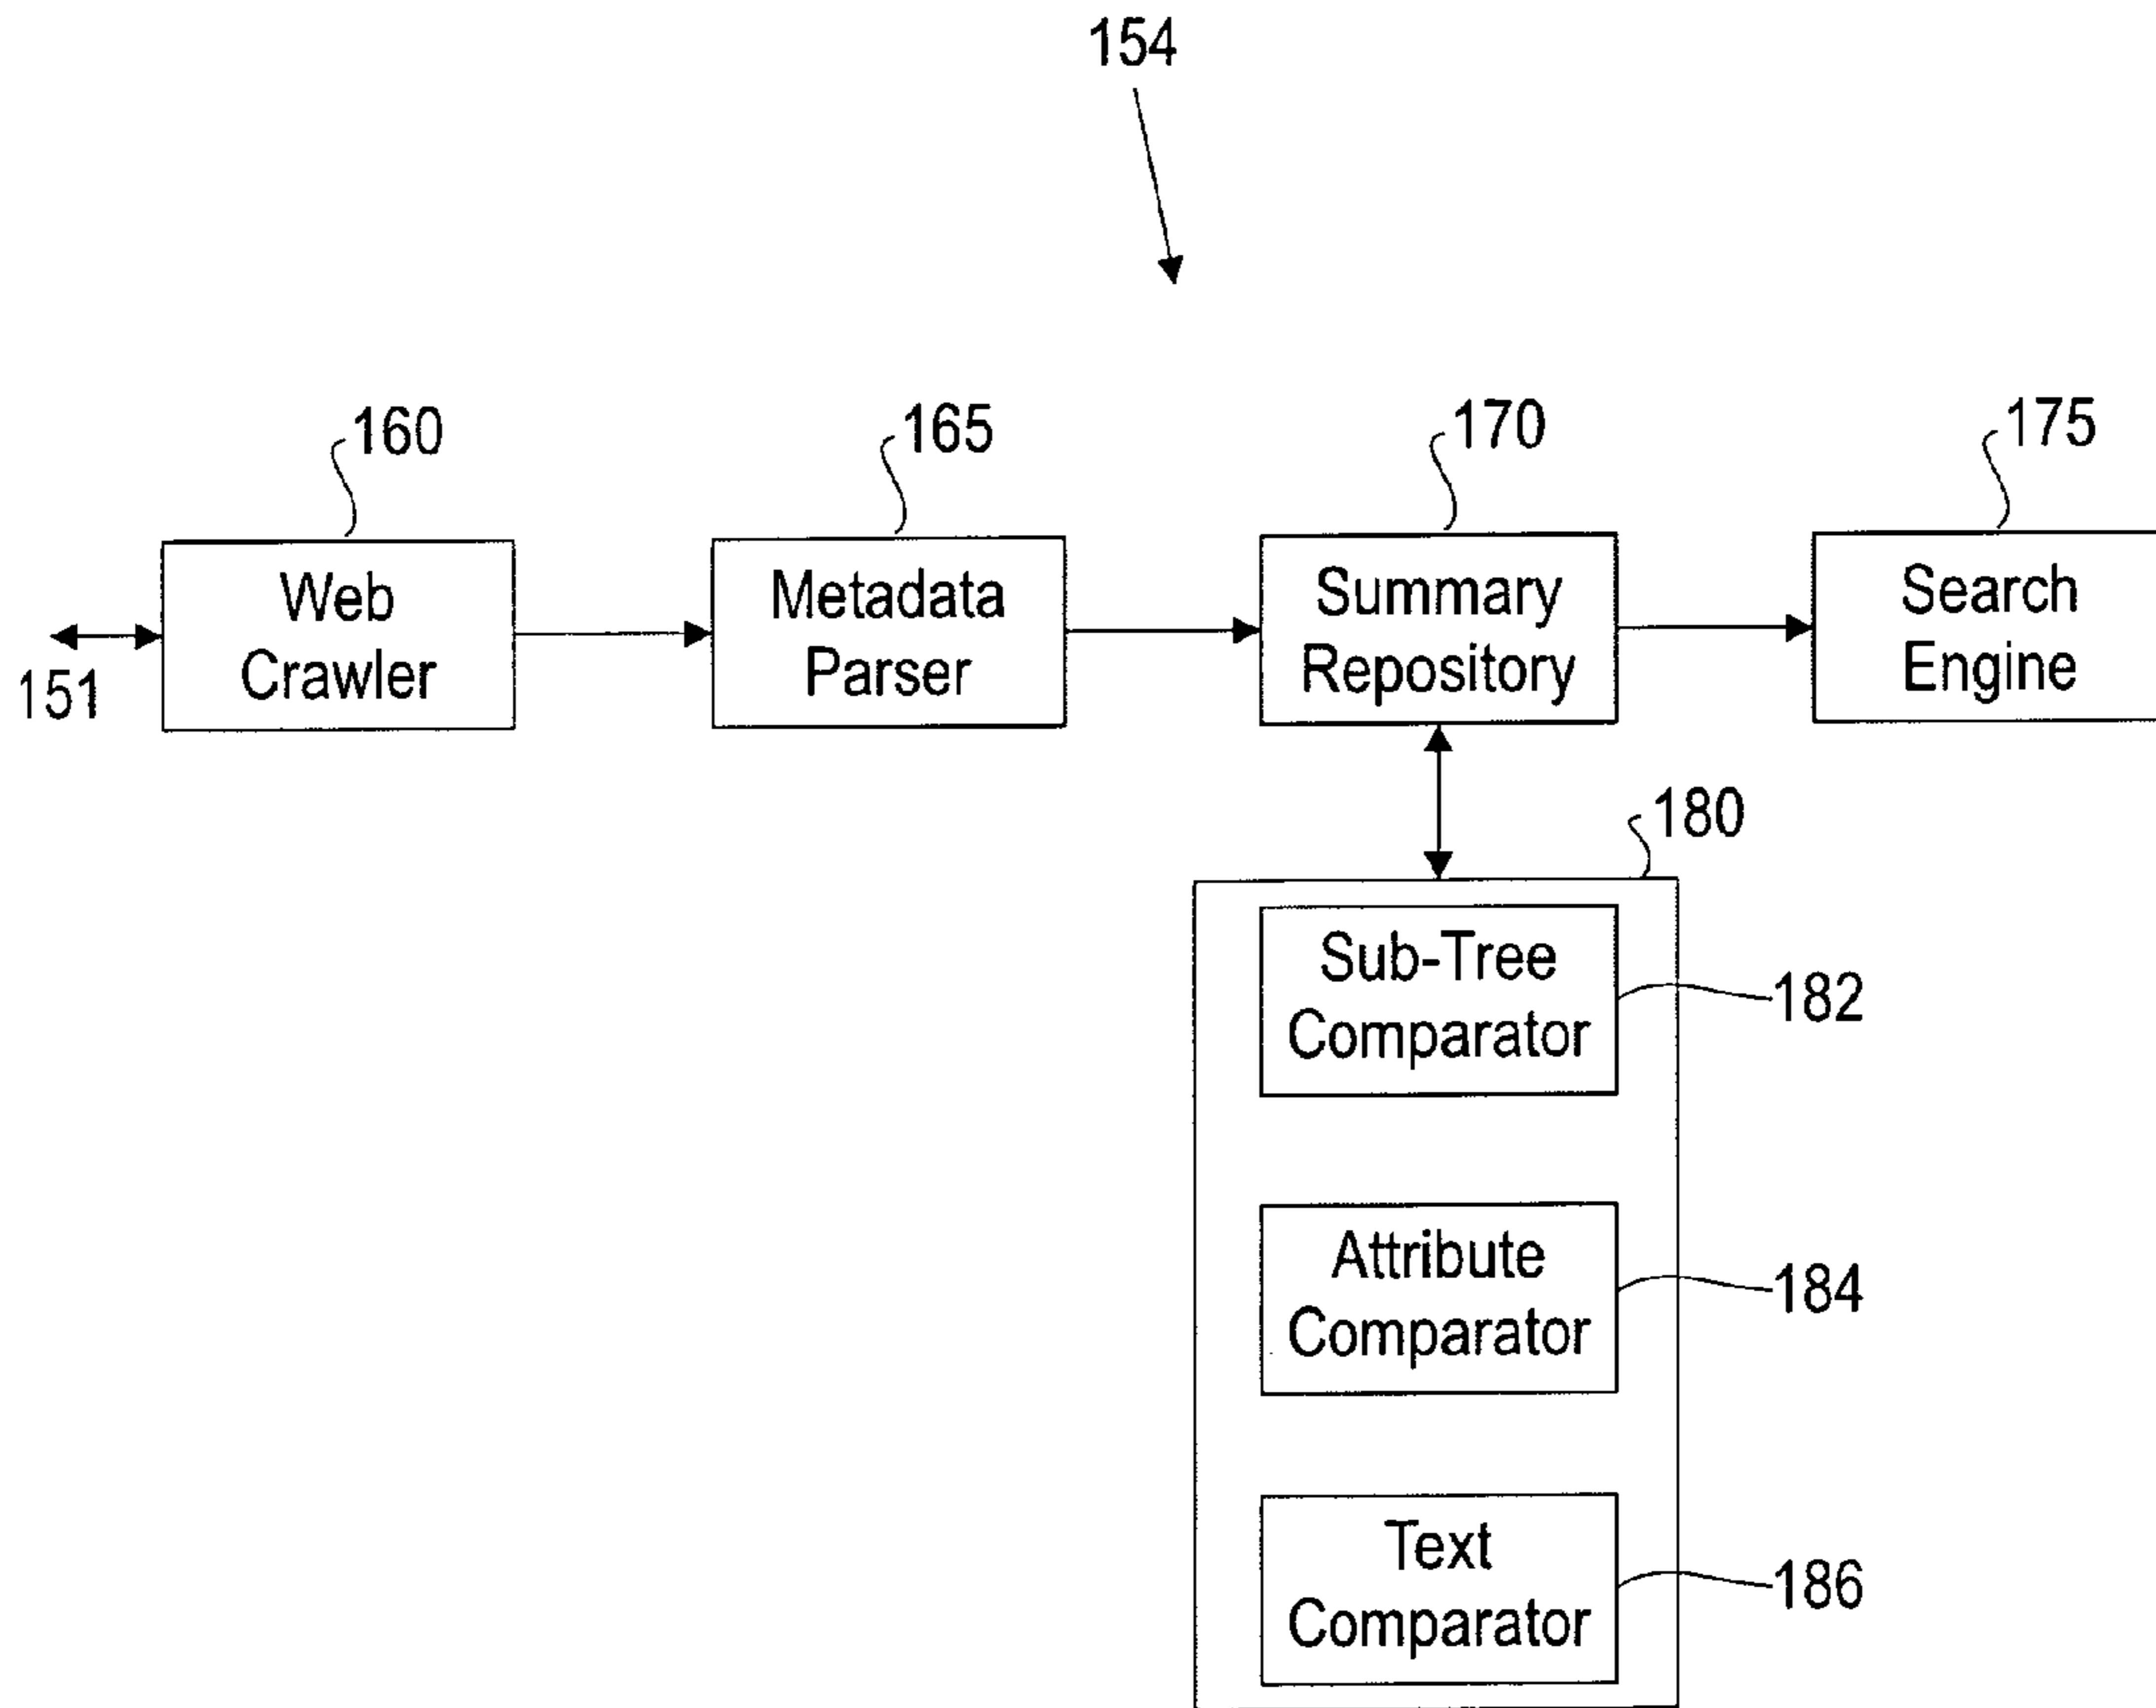 154
160
165
170
175
Web
Crawler
Metadata
Parser
Summary
Repository
Search
Engine
151
180
Sub-Tree
Comparator
182
Attribute
Comparator
184
Text
Comparator
186